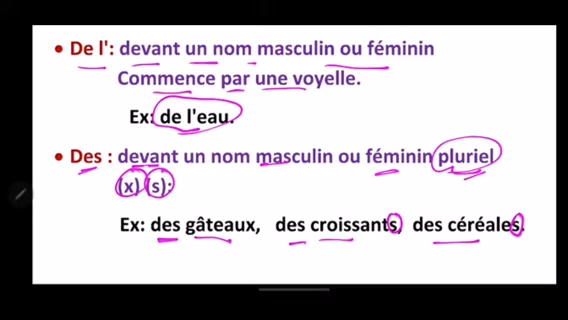 • De l': devant un nom masculin ou féminin
Commence par une voyelle.
Ex: de l'eau.
• Des : devant un nom masculin ou féminin pluriel
(x) (s):
Ex: des gâteaux, des croissants, des céréales.